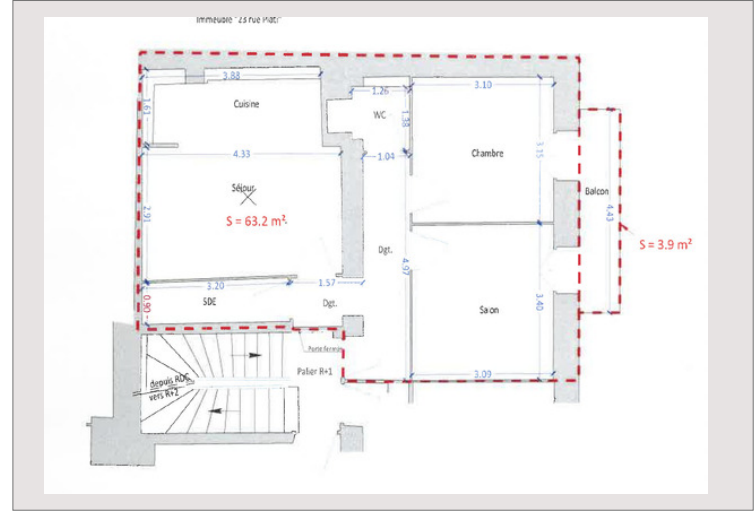 Immeuble "23 rue Piat"
3.88
Cuisine
1.61
1.26
WC
1.38
3.10
4.33
1.04
Chambre
3.15
Balcon
4.43
Séjour
S = 63.2 m².
2.91
S = 3.9 m²
Dgt.
4.97
3.20
1.57
SDE
Dgt.
0.90
Salon
3.40
Porte fermée
Palier R+1
3.09
depuis RDC
vers R+2